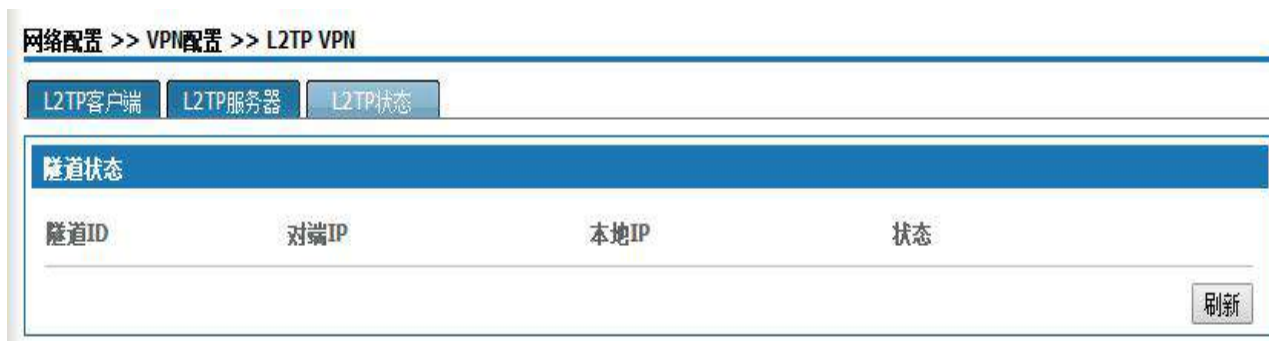 网络配置 >> VPN配置 >> L2TP VPN
L2TP客户端 L2TP服务器 L2TP状态
隧道状态
隧道ID 对端IP 本地IP 状态
刷新